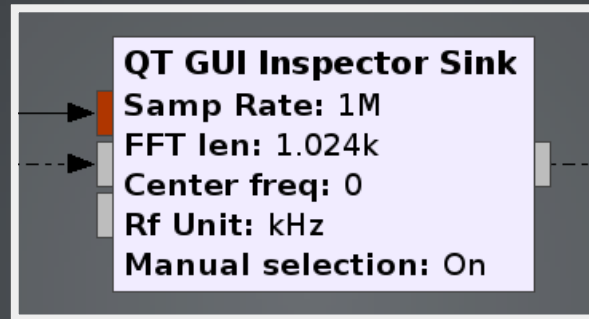 QT GUI Inspector Sink
Samp Rate: 1M
FFT len: 1.024k
Center freq: 0
Rf Unit: kHz
Manual selection: On